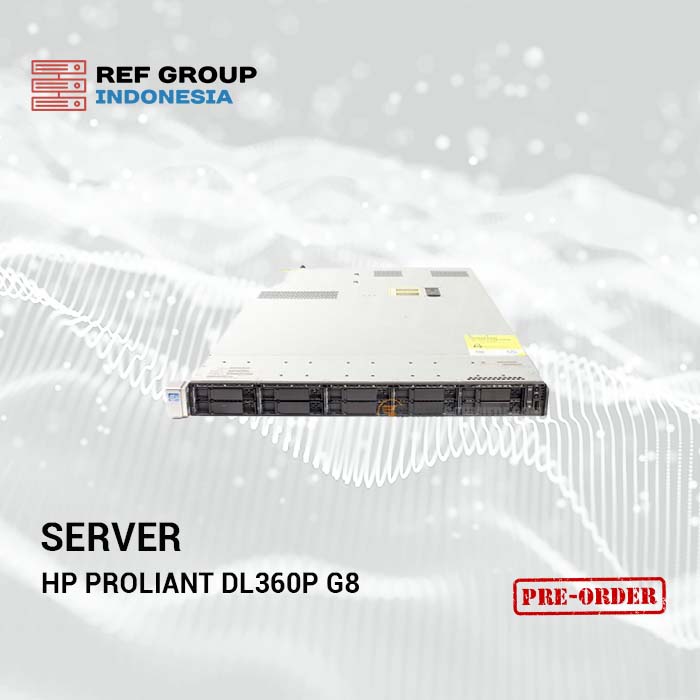 REF GROUP
INDONESIA
SERVER
HP PROLIANT DL360P G8
PRE-ORDER